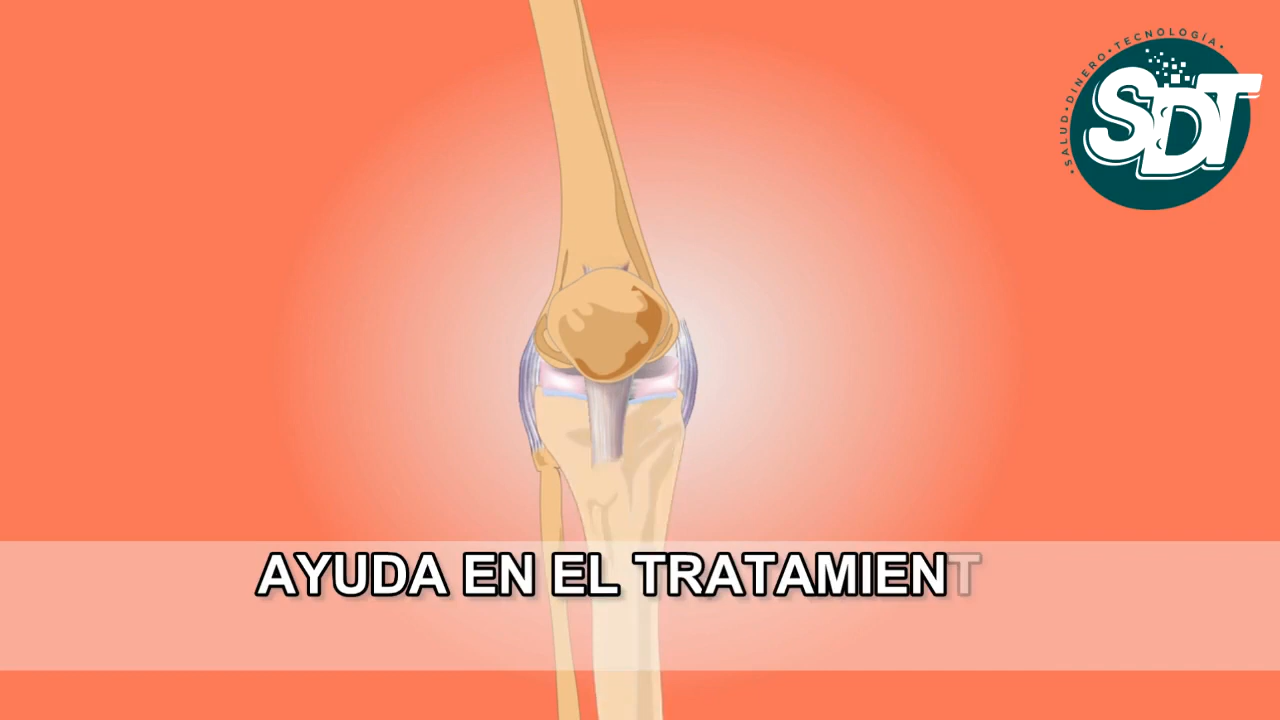 SALUD • DINERO • TECNOLOGÍA •
SDT
AYUDA EN EL TRATAMIENT